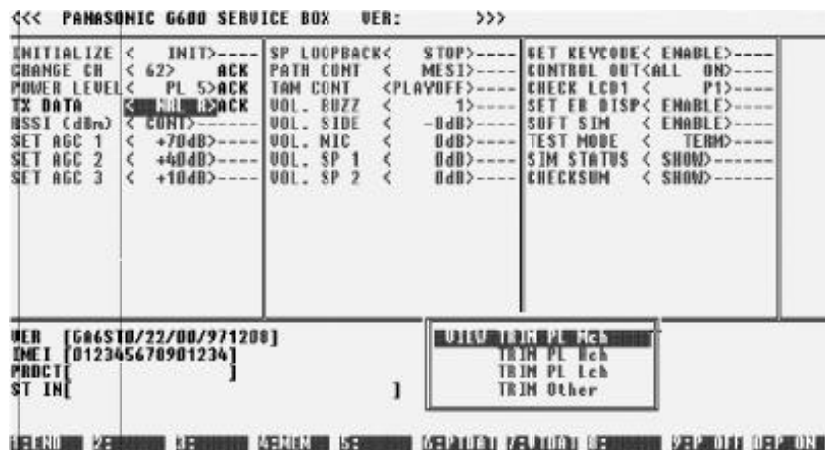 <<< PANASONIC G600 SERVICE BOX VER: >>>
INITIALIZE < INIT>---- SP LOOPBACK< STOP>---- GET KEYCODE< ENABLE>----
CHANGE CH < 62> ACK PATH CONT < MES1>---- CONTROL OUT<ALL ON>----
POWER LEVEL< PL 5>ACK TAM CONT <PLAYOFF>---- CHECK LCD1 < P1>----
TX DATA < NRL R>ACK VOL. BUZZ < 1>---- SET ER DISP< ENABLE>----
RSSI (dBm) < CONT>------ VOL. SIDE < -0dB>---- SOFT SIM < ENABLE>----
SET AGC 1 < +70dB>---- VOL. MIC < 0dB>---- TEST MODE < TERM>----
SET AGC 2 < +40dB>---- VOL. SP 1 < 0dB>---- SIM STATUS < SHOW>------
SET AGC 3 < +10dB>---- VOL. SP 2 < 0dB>---- CHECKSUM < SHOW>------
VER [GA6ST0/22/00/971208]
IMEI [012345678901234]
PRDCT[ ]
ST IN[ ]
VIEW TRIM PL Mch
TRIM PL Hch
TRIM PL Lch
TRIM Other
1:END 2: 3: 4:MEM 5: 6:PTDAT 7:VTDAT 8: 9:P OFF 0:P ON